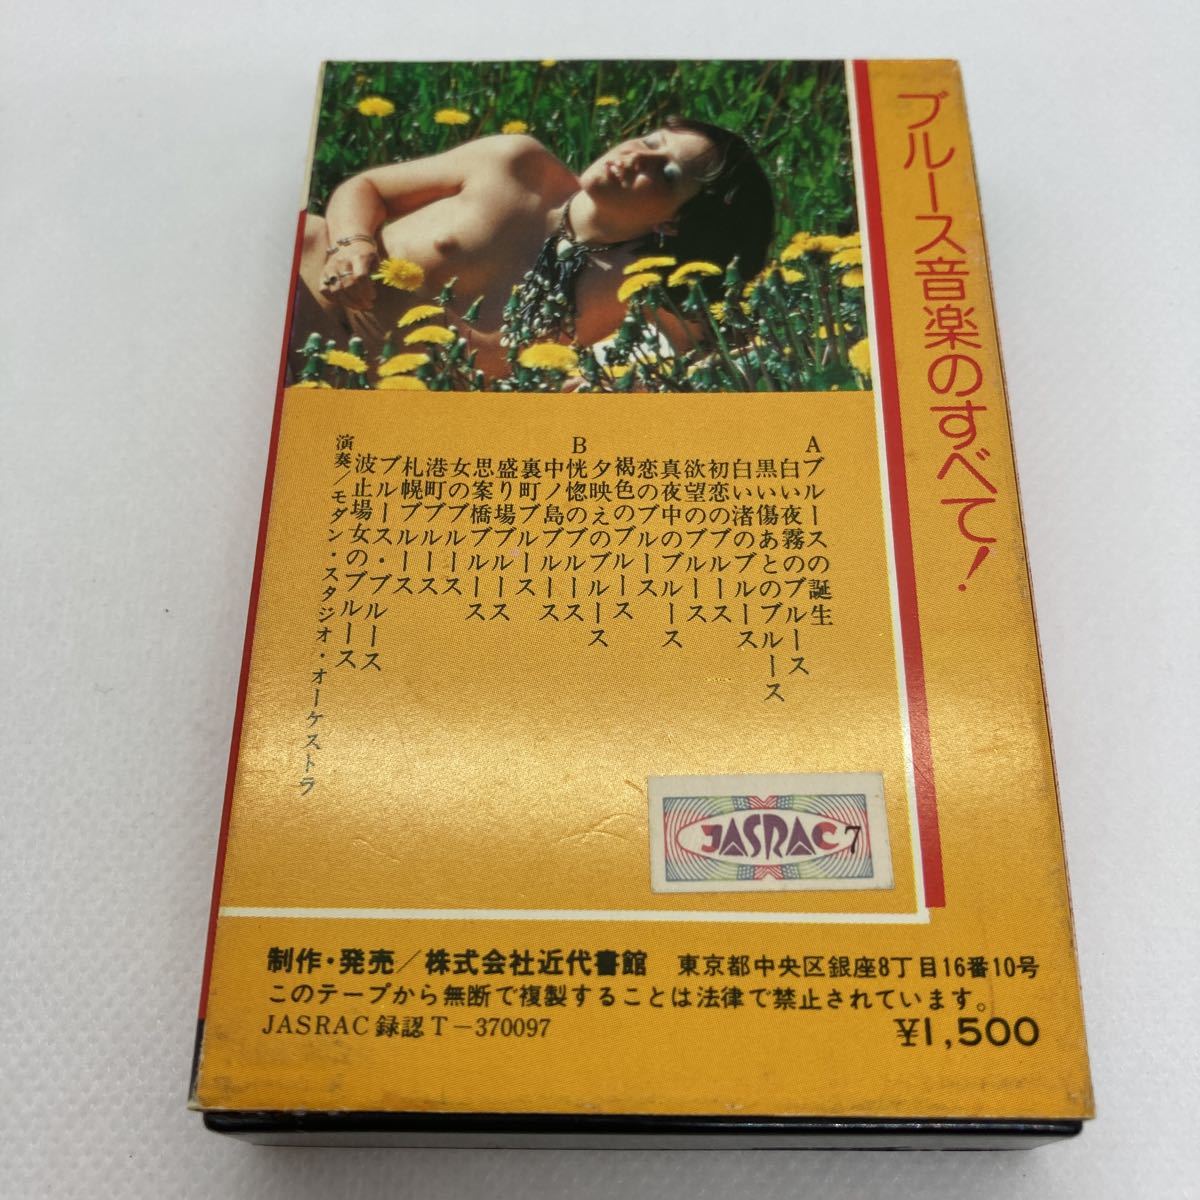 ブルース音楽のすべて!
A ブルースの誕生
白い夜霧のブルース
黒い傷あとのブルース
白い渚のブルース
初恋のブルース
欲望のブルース
真夜中のブルース
恋のブルース
褐色のブルース
夕映えのブルース
B 恍惚のブルース
中ノ島ブルース
裏町ブルース
盛り場ブルース
思案橋ブルース
女のブルース
港町ブルース
札幌ブルース
ブルース・ブルース
波止場女のブルース
演奏/モダン・スタジオ・オーケストラ
JASRAC 7
制作・発売/株式会社近代書館 東京都中央区銀座8丁目16番10号
このテープから無断で複製することは法律で禁止されています。
JASRAC録認T-370097
¥1,500